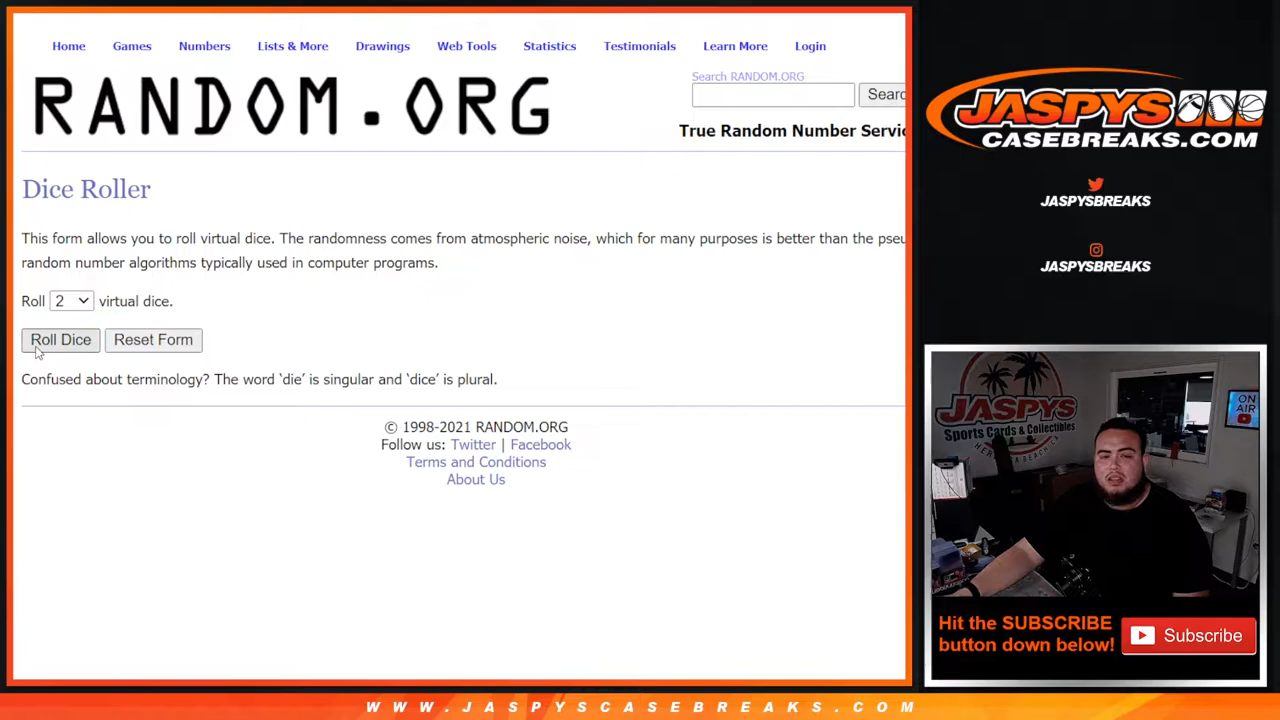 Home Games Numbers Lists & More Drawings Web Tools Statistics Testimonials Learn More Login
RANDOM.ORG
Search RANDOM.ORG
Searc
True Random Number Servic
Dice Roller
This form allows you to roll virtual dice. The randomness comes from atmospheric noise, which for many purposes is better than the pseu
random number algorithms typically used in computer programs.
Roll 2 virtual dice.
Roll Dice Reset Form
Confused about terminology? The word ‘die’ is singular and ‘dice’ is plural.
© 1998-2021 RANDOM.ORG
Follow us: Twitter | Facebook
Terms and Conditions
About Us
JASPYS
CASEBREAKS.COM
JASPYSBREAKS
JASPYSBREAKS
JASPYS
Sports Cards & Collectibles
ON
AIR
Hit the SUBSCRIBE
button down below!
Subscribe
WWW.JASPYSCASEBREAKS.COM